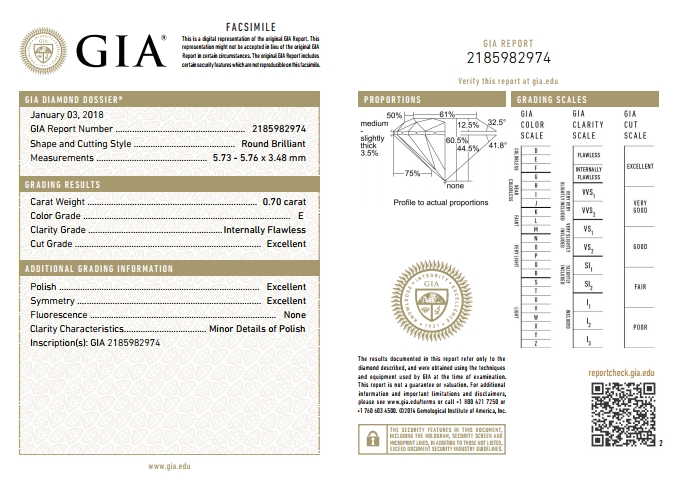 GIA®
FACSIMILE
This is a digital representation of the original GIA Report. This
representation might not be accepted in lieu of the original GIA
Report in certain circumstances. The original GIA Report includes
certain security features which are not reproducible on this facsimile.
GIA DIAMOND DOSSIER®
January 03, 2018
GIA Report Number 2185982974
Shape and Cutting Style Round Brilliant
Measurements 5.73 - 5.76 x 3.48 mm
GRADING RESULTS
Carat Weight 0.70 carat
Color Grade E
Clarity Grade Internally Flawless
Cut Grade Excellent
ADDITIONAL GRADING INFORMATION
Polish Excellent
Symmetry Excellent
Fluorescence None
Clarity Characteristics Minor Details of Polish
Inscription(s): GIA 2185982974
www.gia.edu
GIA REPORT
2185982974
Verify this report at gia.edu
PROPORTIONS
50%
61%
medium
-
slightly
thick
3.5%
12.5%
32.5°
60.5%
44.5%
41.8°
75%
none
Profile to actual proportions
GIA
KNOWLEDGE
INTEGRITY
EXCELLENCE
1931
The results documented in this report refer only to the
diamond described, and were obtained using the techniques
and equipment used by GIA at the time of examination.
This report is not a guarantee or valuation. For additional
information and important limitations and disclaimers,
please see www.gia.edu/terms or call +1 800 421 7250 or
+1 760 603 4500. ©2014 Gemological Institute of America, Inc.
THE SECURITY FEATURES IN THIS DOCUMENT,
INCLUDING THE HOLOGRAM, SECURITY SCREEN AND
MICROPRINT LINES, IN ADDITION TO THOSE NOT LISTED,
EXCEED DOCUMENT SECURITY INDUSTRY GUIDELINES.
GRADING SCALES
GIA
COLOR
SCALE
COLORLESS
D
E
F
NEAR COLORLESS
G
H
I
J
FAINT
K
L
M
VERY LIGHT
N
O
P
Q
R
LIGHT
S
T
U
V
W
X
Y
Z
GIA
CLARITY
SCALE
FLAWLESS
INTERNALLY
FLAWLESS
VERY VERY SLIGHTLY INCLUDED
VVS1
VVS2
VERY SLIGHTLY INCLUDED
VS1
VS2
SLIGHTLY INCLUDED
SI1
SI2
INCLUDED
I1
I2
I3
GIA
CUT
SCALE
EXCELLENT
VERY
GOOD
GOOD
FAIR
POOR
reportcheck.gia.edu
2